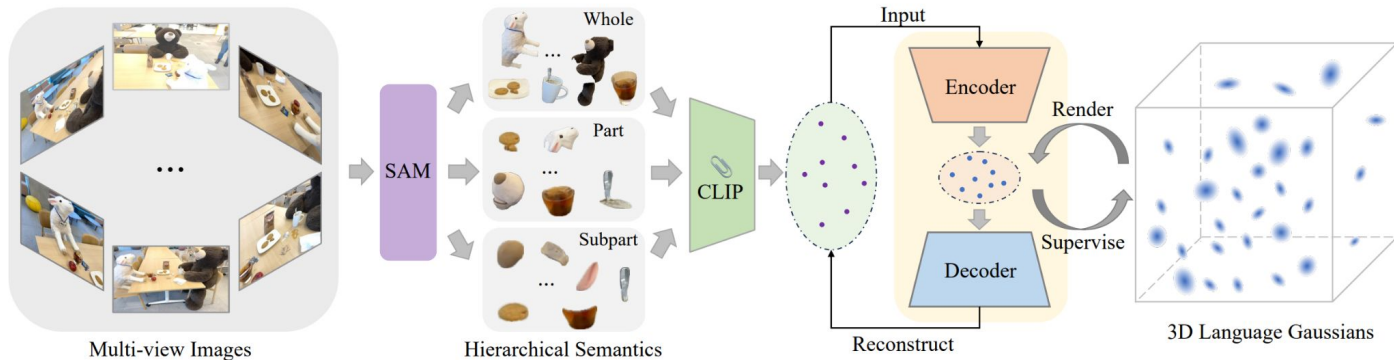 Multi-view Images
SAM
Whole
...
Part
Subpart
...
Hierarchical Semantics
CLIP
Input
Encoder
Decoder
Reconstruct
Render
Supervise
3D Language Gaussians